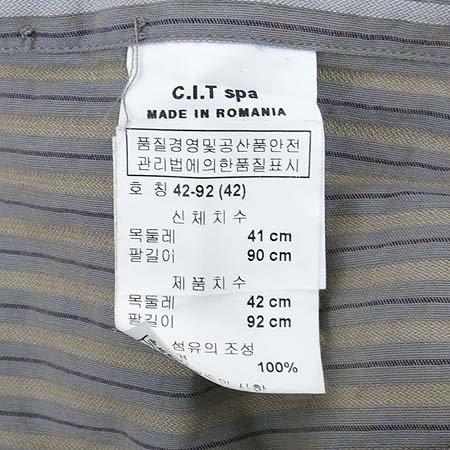 C.I.T spa
MADE IN ROMANIA
품질경영및공산품안전
관리법에의한품질표시
호 칭 42-92 (42)
신체치수
목둘레 41 cm
팔길이 90 cm
제품치수
목둘레 42 cm
팔길이 92 cm
섬유의 조성
100%